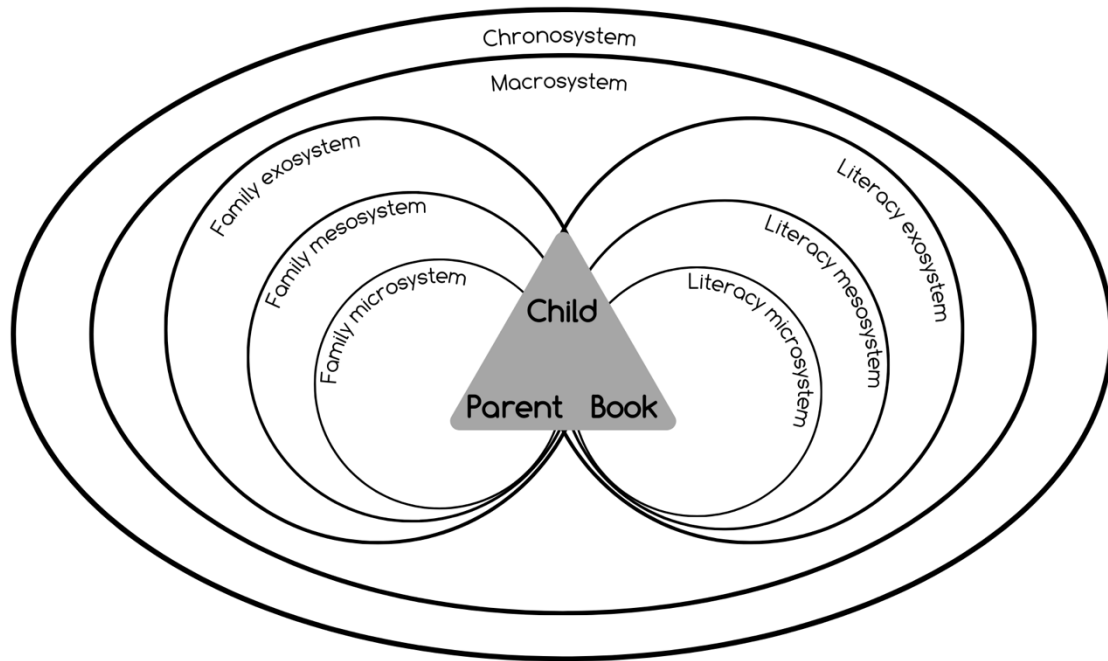 Chronosystem
Macrosystem
Family exosystem
Family mesosystem
Family microsystem
Literacy exosystem
Literacy mesosystem
Literacy microsystem
Child
Parent
Book